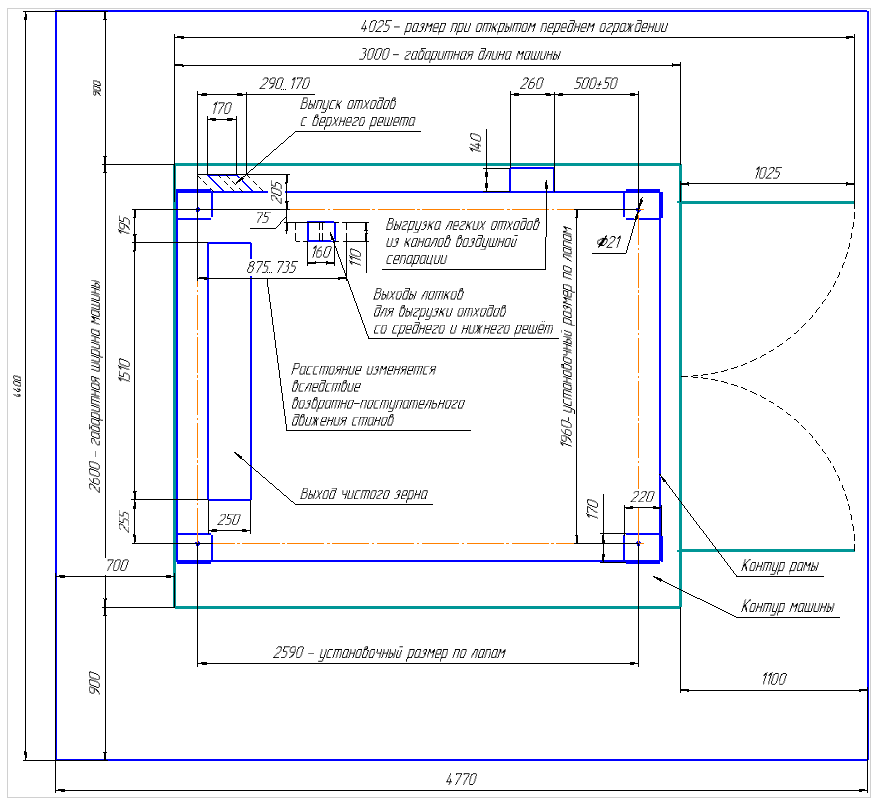 4025 – размер при открытом переднем ограждении
3000 – габаритная длина машины
290...170
260
500±50
170
Выпуск отходов
с верхнего решета
900
140
1025
205
75
195
Выгрузка легких отходов
из каналов воздушной
сепарации
Ф21
160
110
875...735
Выходы лотков
для выгрузки отходов
со среднего и нижнего решёт
1960- установочный размер по лапам
2600 – габаритная ширина машины
4400
1510
Расстояние изменяется
вследствие
возвратно-поступательного
движения станов
Выход чистого зерна
250
255
170
220
700
Контур рамы
Контур машины
2590 – установочный размер по лапам
900
1100
4770